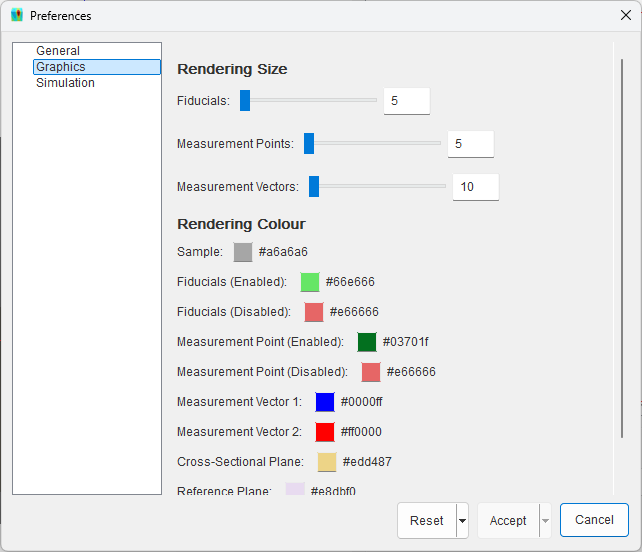 Preferences
General
Graphics
Simulation
Rendering Size
Fiducials: 5
Measurement Points: 5
Measurement Vectors: 10
Rendering Colour
Sample: #a6a6a6
Fiducials (Enabled): #66e666
Fiducials (Disabled): #e66666
Measurement Point (Enabled): #03701f
Measurement Point (Disabled): #e66666
Measurement Vector 1: #0000ff
Measurement Vector 2: #ff0000
Cross-Sectional Plane: #edd487
Reference Plane: #e8dbf0
Reset Accept Cancel